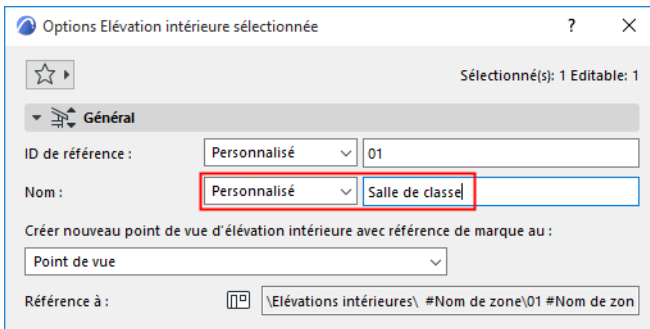 Options Elévation intérieure sélectionnée ? ×
Sélectionné(s): 1 Editable: 1
Général
ID de référence : Personnalisé 01
Nom : Personnalisé Salle de classe
Créer nouveau point de vue d'élévation intérieure avec référence de marque au :
Point de vue
Référence à : \Elévations intérieures\ #Nom de zone\01 #Nom de zon